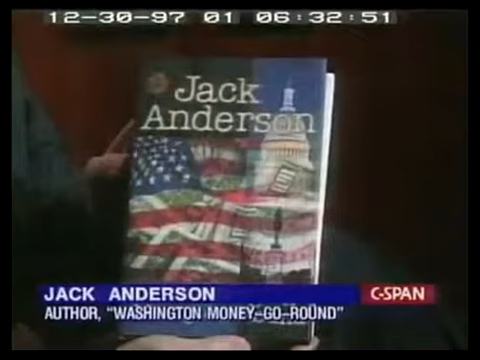 12-30-97 01 06:32:51
Jack
Anderson
JACK ANDERSON
C-SPAN
AUTHOR, "WASHINGTON MONEY-GO-ROUND"